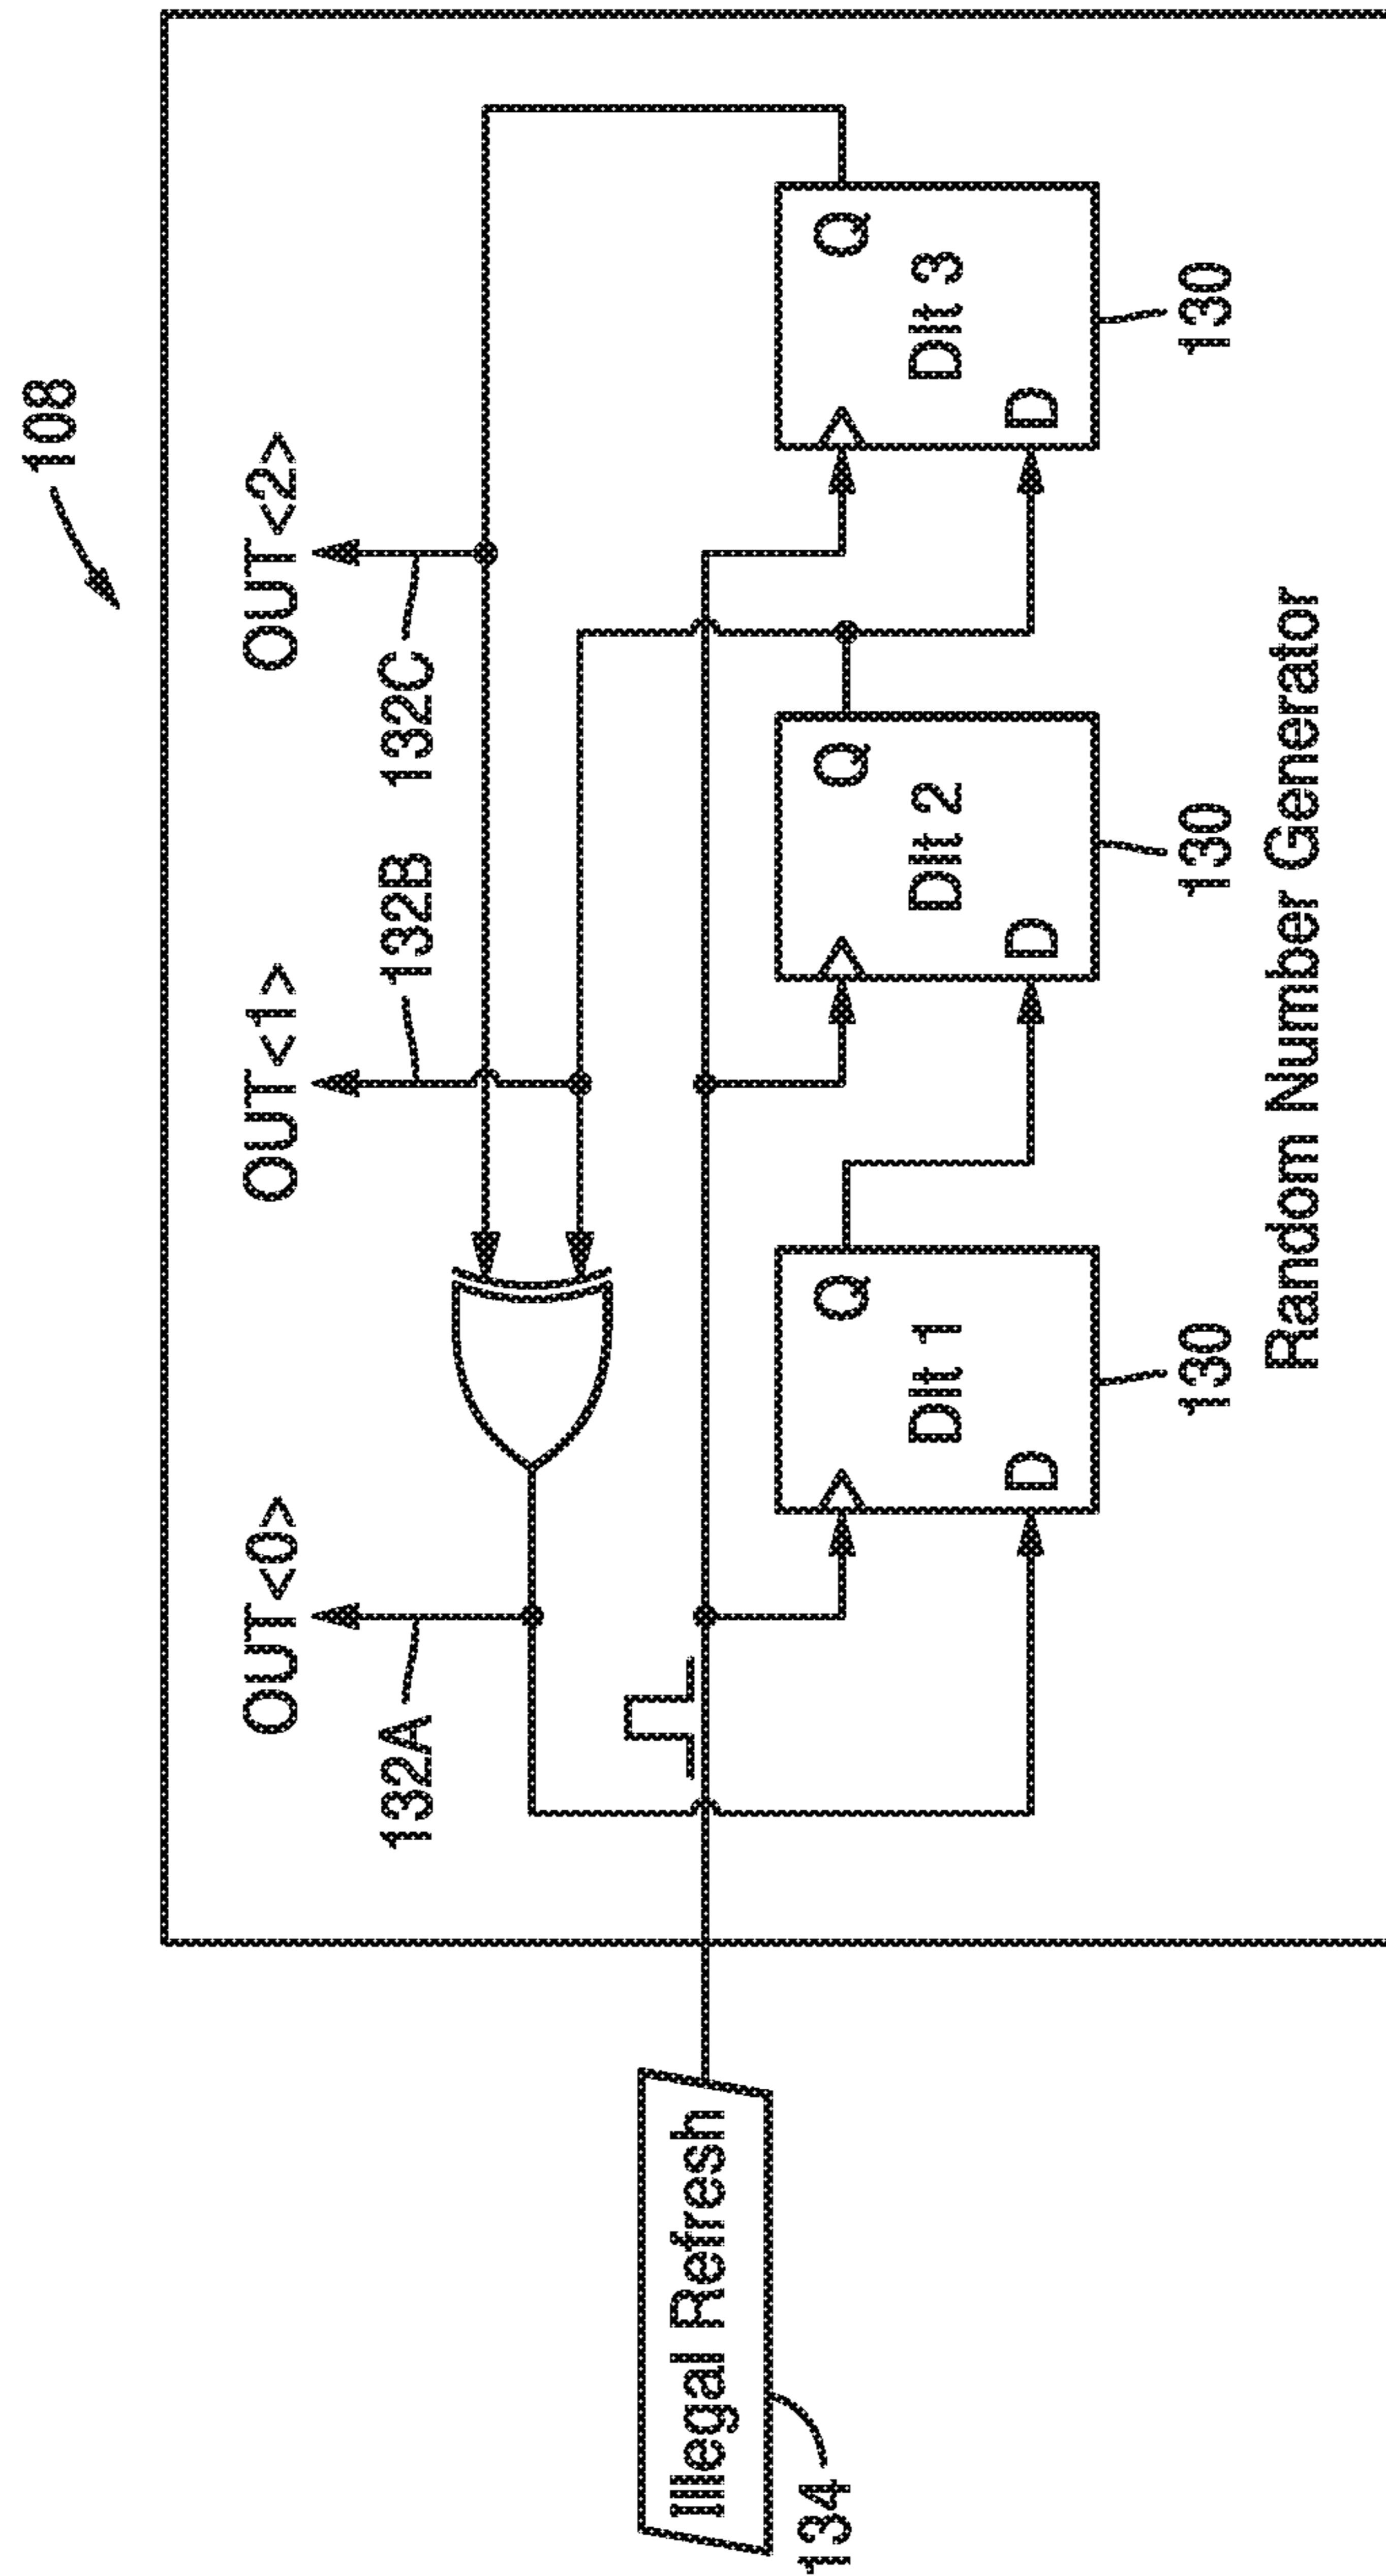 108
OUT<0>
OUT<1>
OUT<2>
132A
132B
132C
Illegal Refresh
134
Q
Dlt 1
D
130
Q
Dlt 2
D
130
Q
Dlt 3
D
130
Random Number Generator